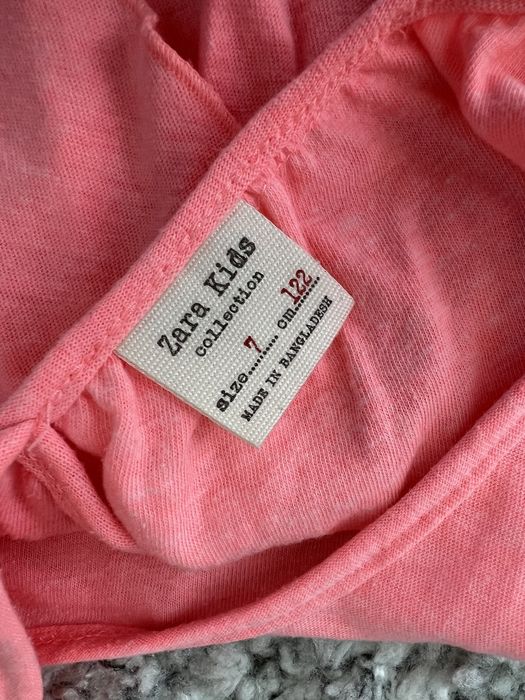 Zara Kids
collection
size..........7 cm..........122
MADE IN BANGLADESH